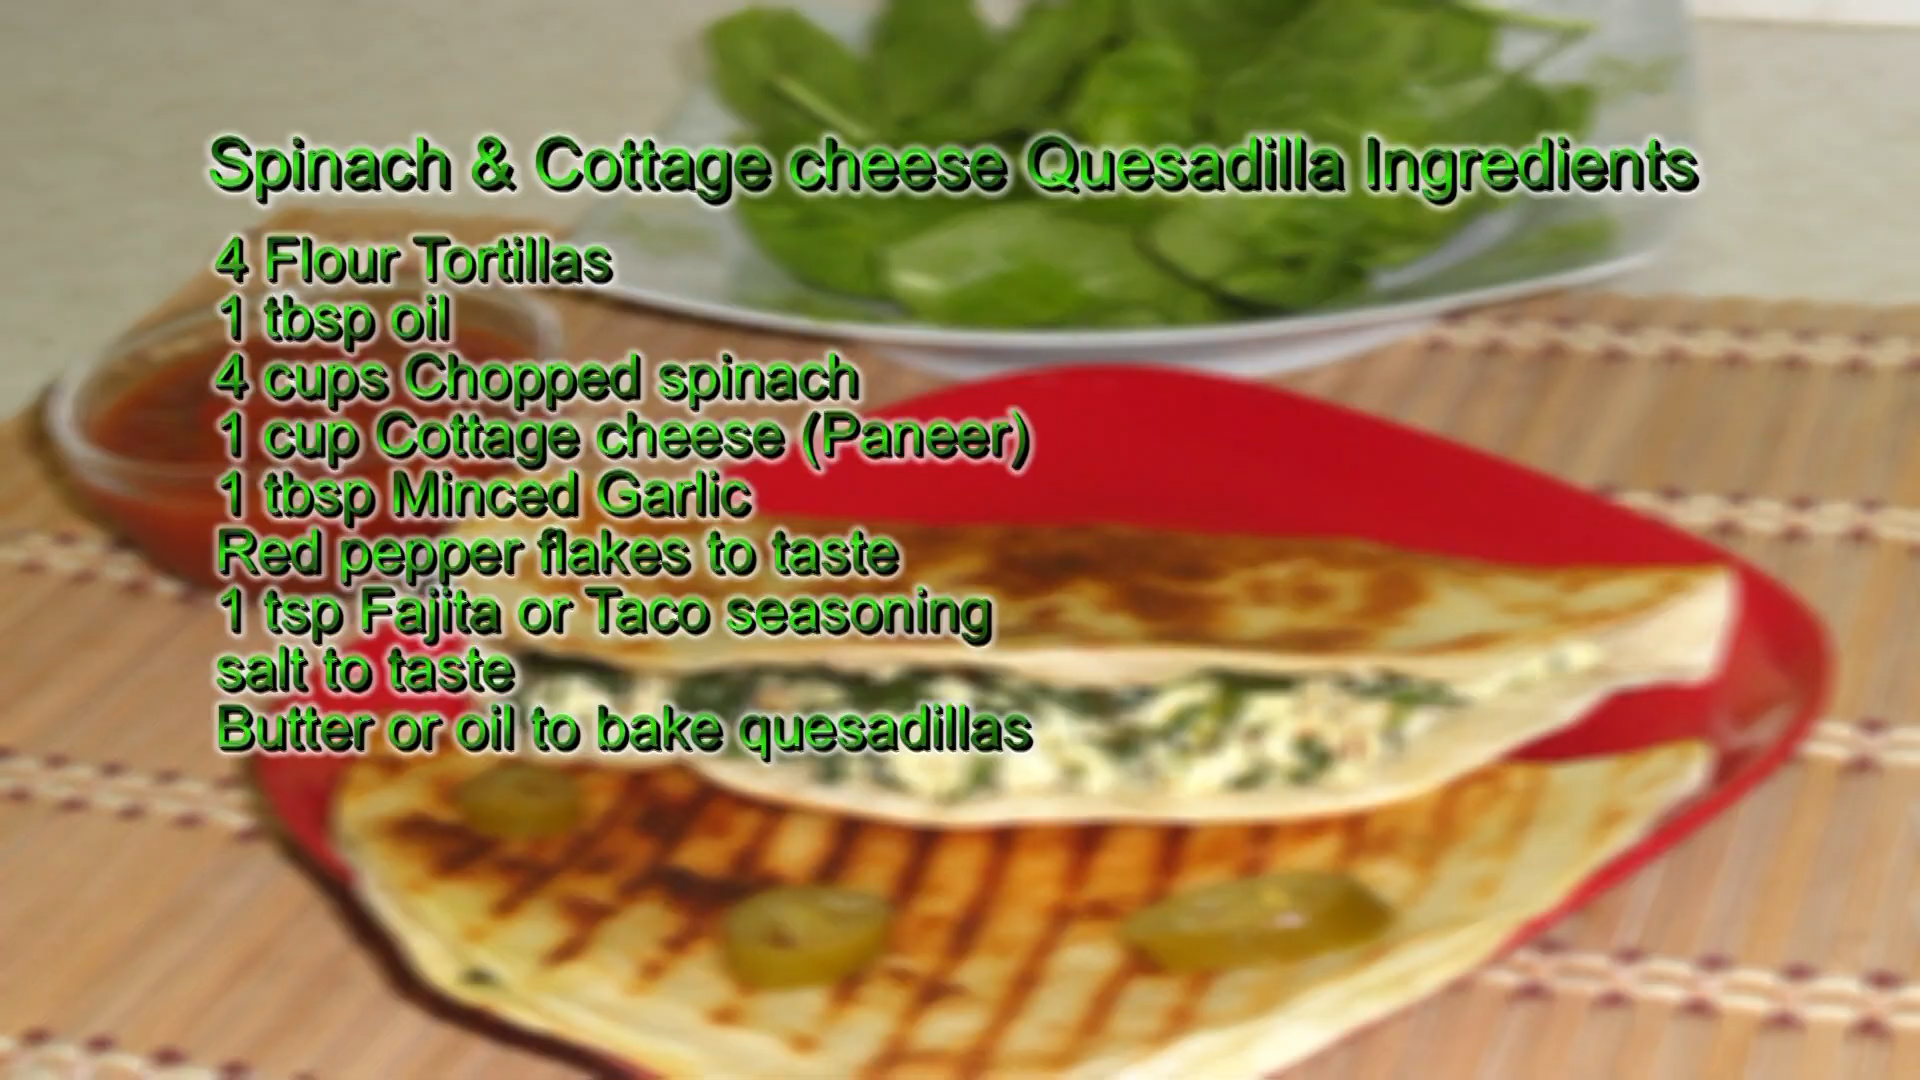 Spinach & Cottage cheese Quesadilla Ingredients
4 Flour Tortillas
1 tbsp oil
4 cups Chopped spinach
1 cup Cottage cheese (Paneer)
1 tbsp Minced Garlic
Red pepper flakes to taste
1 tsp Fajita or Taco seasoning
salt to taste
Butter or oil to bake quesadillas